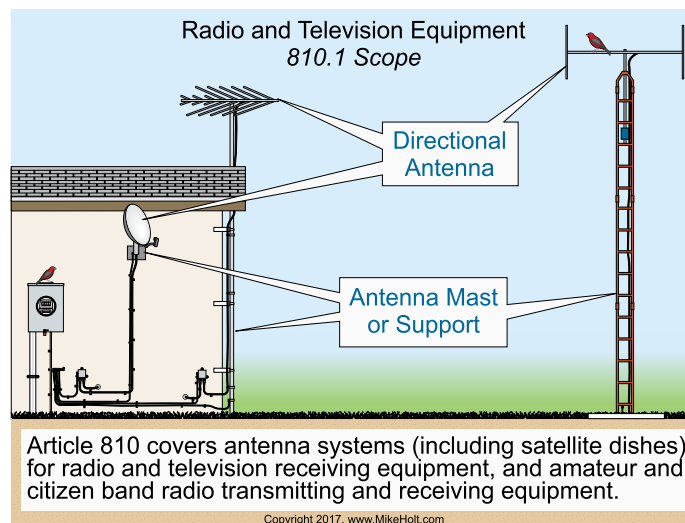 Radio and Television Equipment
810.1 Scope
Directional
Antenna
Antenna Mast
or Support
Article 810 covers antenna systems (including satellite dishes)
for radio and television receiving equipment, and amateur and
citizen band radio transmitting and receiving equipment.
Copyright 2017, www.MikeHolt.com